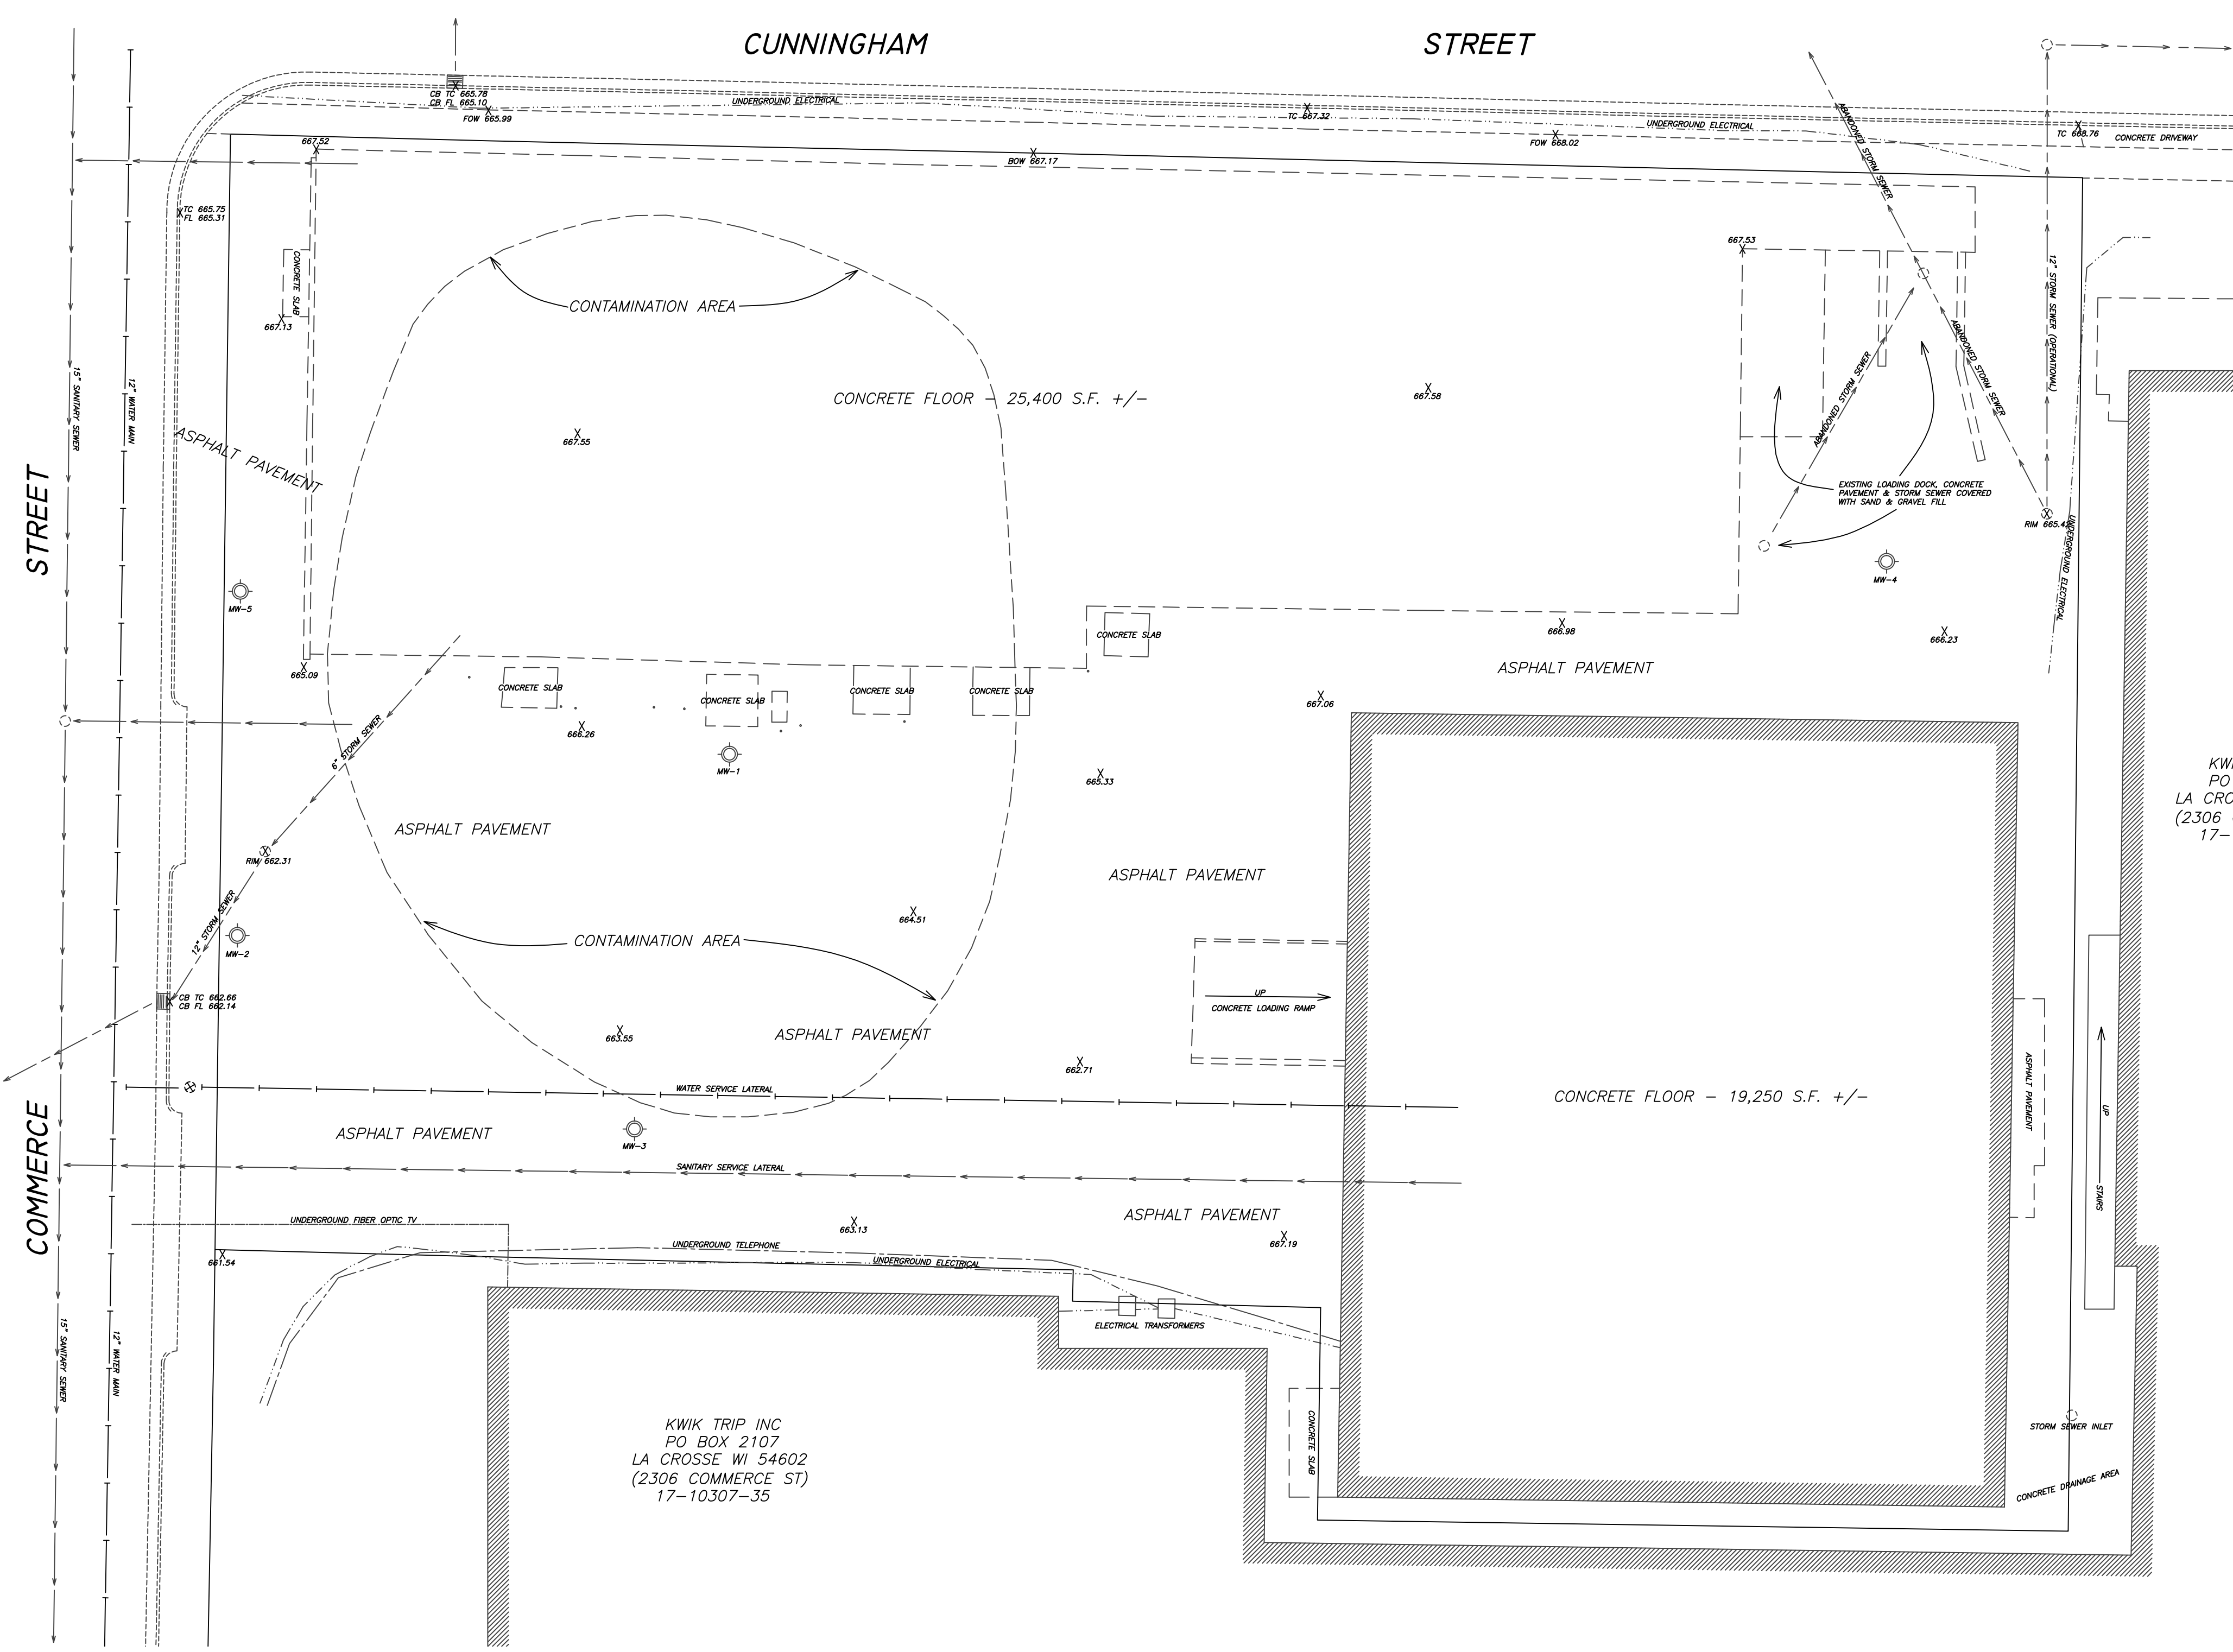 CUNNINGHAM STREET
CB TC 665.78
CB FL 665.10
FOW 665.99
UNDERGROUND ELECTRICAL
TC 667.32
UNDERGROUND ELECTRICAL
FOW 668.02
ABANDONED STORM SEWER
TC 668.76
CONCRETE DRIVEWAY
667.52
BOW 667.17
TC 665.75
FL 665.31
CONCRETE SLAB
667.13
CONTAMINATION AREA
667.53
12" STORM SEWER (OPERATIONAL)
15" SANITARY SEWER
12" WATER MAIN
ASPHALT PAVEMENT
CONCRETE FLOOR - 25,400 S.F. +/-
667.55
667.58
ABANDONED STORM SEWER
ABANDONED STORM SEWER
EXISTING LOADING DOCK, CONCRETE
PAVEMENT & STORM SEWER COVERED
WITH SAND & GRAVEL FILL
RIM 665.42
UNDERGROUND ELECTRICAL
STREET
MW-5
MW-4
CONCRETE SLAB
666.98
666.23
665.09
ASPHALT PAVEMENT
CONCRETE SLAB
CONCRETE SLAB
CONCRETE SLAB
CONCRETE SLAB
667.06
666.26
6" STORM SEWER
MW-1
665.33
KWI
PO
LA CRO
(2306
17-
ASPHALT PAVEMENT
RIM 662.31
ASPHALT PAVEMENT
12" STORM SEWER
664.51
MW-2
CONTAMINATION AREA
CB TC 662.66
CB FL 662.14
UP
CONCRETE LOADING RAMP
663.55
ASPHALT PAVEMENT
662.71
WATER SERVICE LATERAL
CONCRETE FLOOR - 19,250 S.F. +/-
ASPHALT PAVEMENT
UP
STAIRS
COMMERCE
ASPHALT PAVEMENT
MW-3
SANITARY SERVICE LATERAL
UNDERGROUND FIBER OPTIC TV
663.13
ASPHALT PAVEMENT
667.19
661.54
UNDERGROUND TELEPHONE
UNDERGROUND ELECTRICAL
ELECTRICAL TRANSFORMERS
15" SANITARY SEWER
12" WATER MAIN
KWIK TRIP INC
PO BOX 2107
LA CROSSE WI 54602
(2306 COMMERCE ST)
17-10307-35
CONCRETE SLAB
STORM SEWER INLET
CONCRETE DRAINAGE AREA